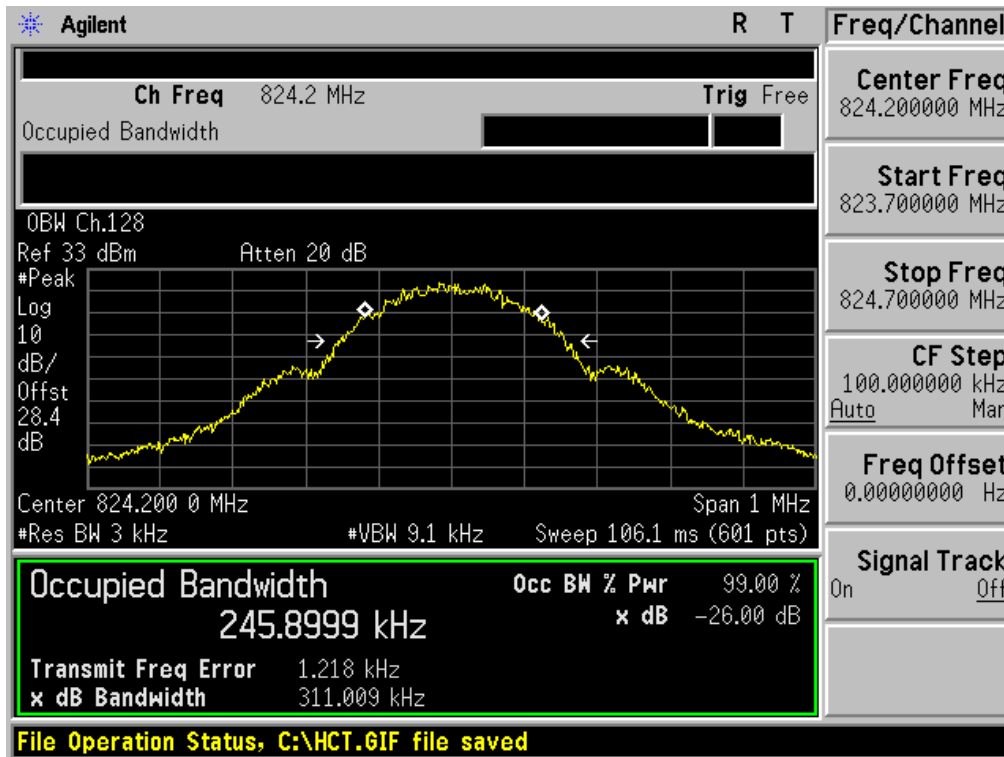 Agilent R T Freq/Channel
Ch Freq 824.2 MHz Trig Free
Occupied Bandwidth
OBW Ch.128
Ref 33 dBm Atten 20 dB
#Peak
Log
10
dB/
Offst
28.4
dB
Center 824.200 0 MHz Span 1 MHz
#Res BW 3 kHz #VBW 9.1 kHz Sweep 106.1 ms (601 pts)
Occupied Bandwidth Occ BW % Pwr 99.00 %
245.8999 kHz x dB -26.00 dB
Transmit Freq Error 1.218 kHz
x dB Bandwidth 311.009 kHz
File Operation Status, C:\HCT.GIF file saved
Center Freq
824.200000 MHz
Start Freq
823.700000 MHz
Stop Freq
824.700000 MHz
CF Step
100.000000 kHz
Auto Man
Freq Offset
0.00000000 Hz
Signal Track
On Off